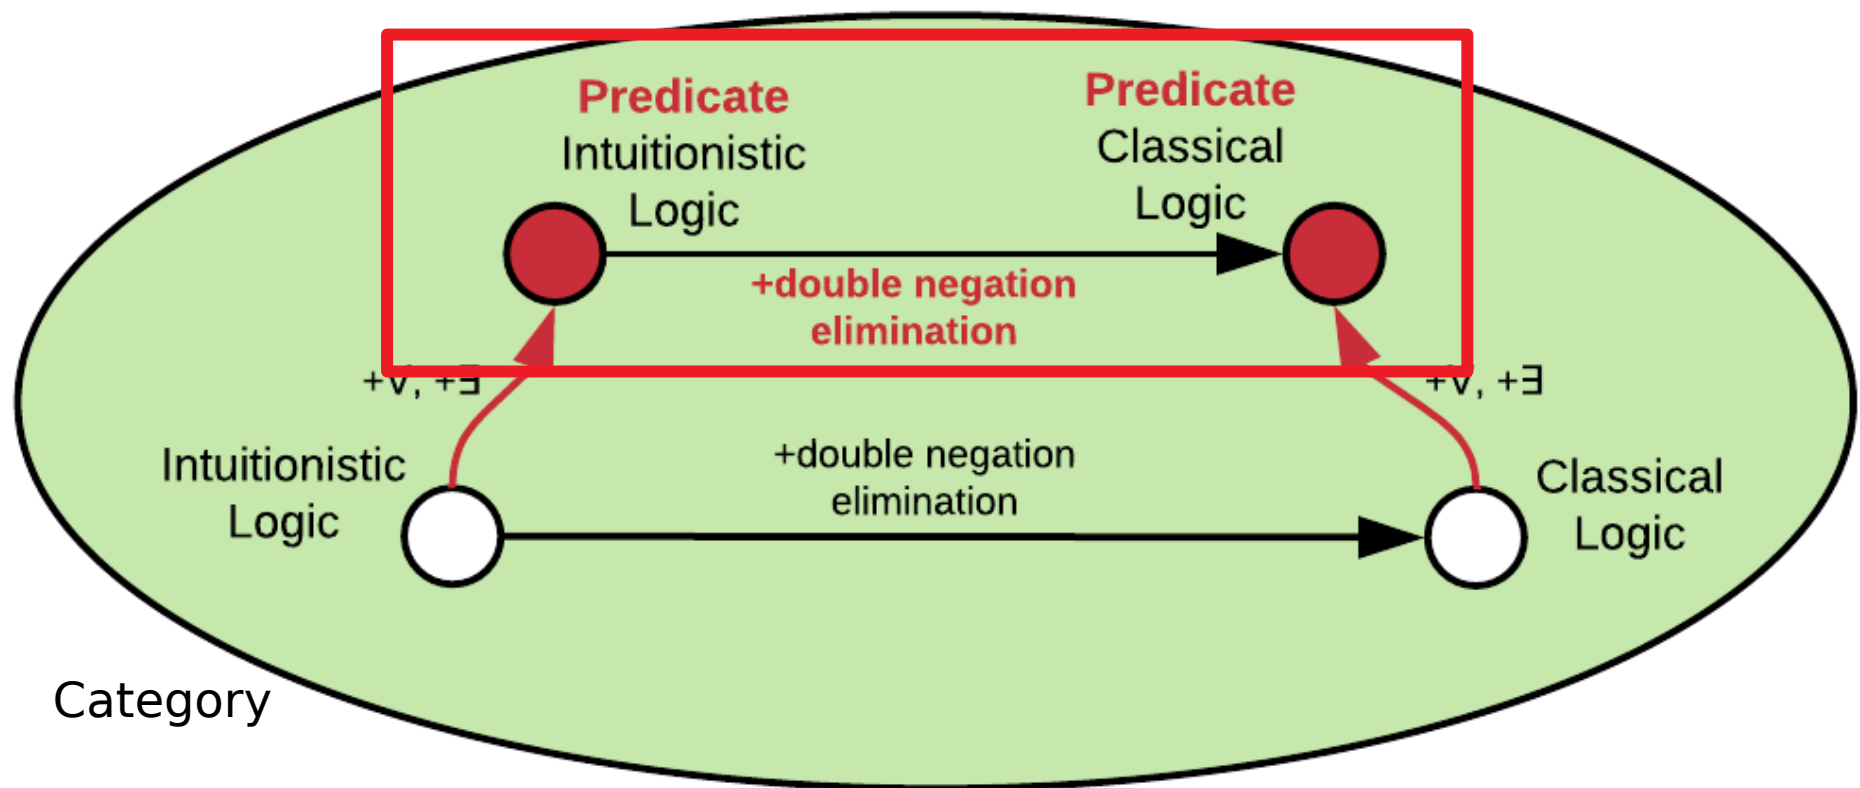 Predicate
Intuitionistic
Logic
Predicate
Classical
Logic
+double negation
elimination
+∀, +∃
+∀, +∃
Intuitionistic
Logic
+double negation
elimination
Classical
Logic
Category